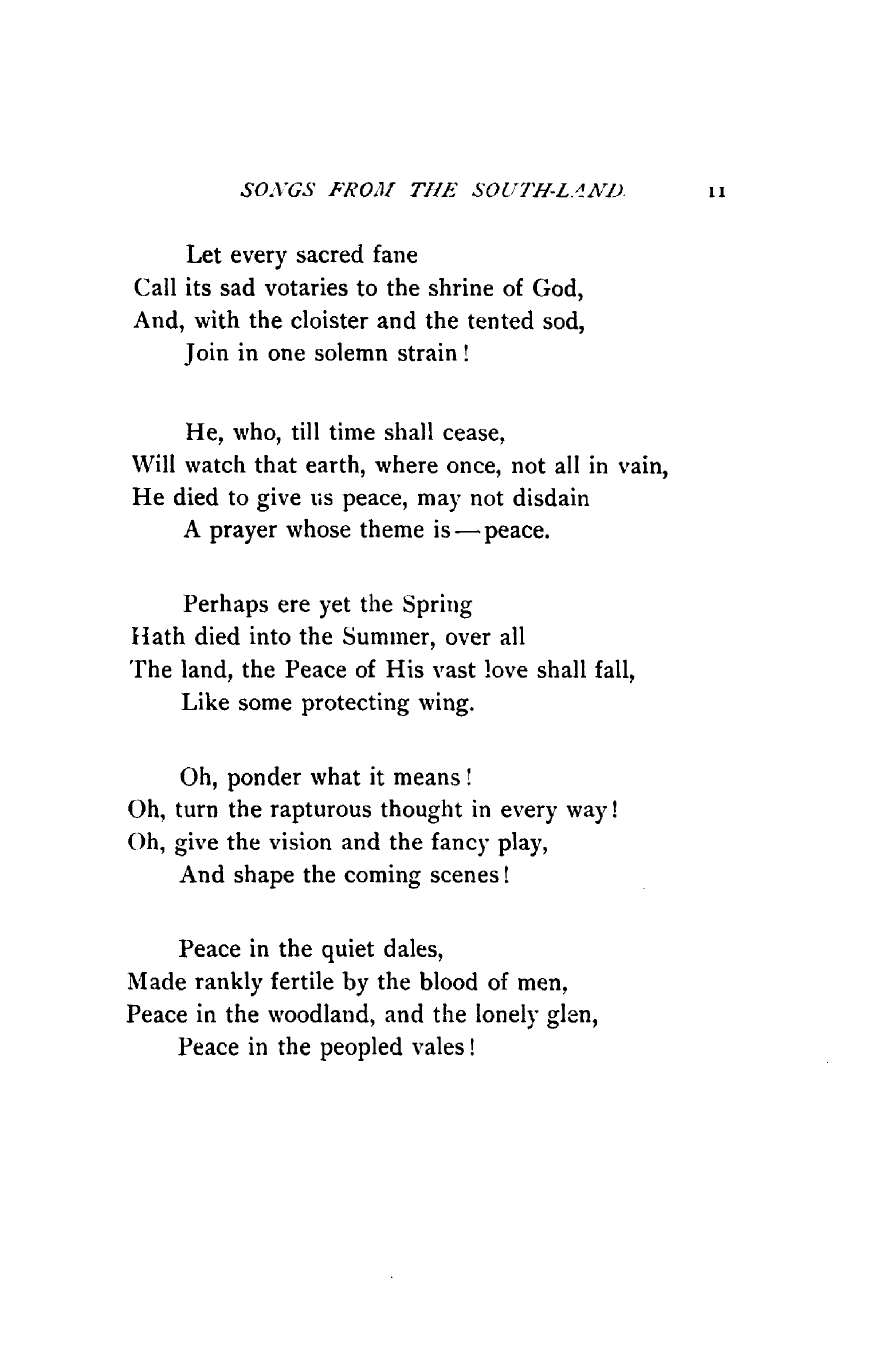 SONGS FROM THE SOUTH-LAND. 11
Let every sacred fane
Call its sad votaries to the shrine of God,
And, with the cloister and the tented sod,
Join in one solemn strain!
He, who, till time shall cease,
Will watch that earth, where once, not all in vain,
He died to give us peace, may not disdain
A prayer whose theme is—peace.
Perhaps ere yet the Spring
Hath died into the Summer, over all
The land, the Peace of His vast love shall fall,
Like some protecting wing.
Oh, ponder what it means!
Oh, turn the rapturous thought in every way!
Oh, give the vision and the fancy play,
And shape the coming scenes!
Peace in the quiet dales,
Made rankly fertile by the blood of men,
Peace in the woodland, and the lonely glen,
Peace in the peopled vales!